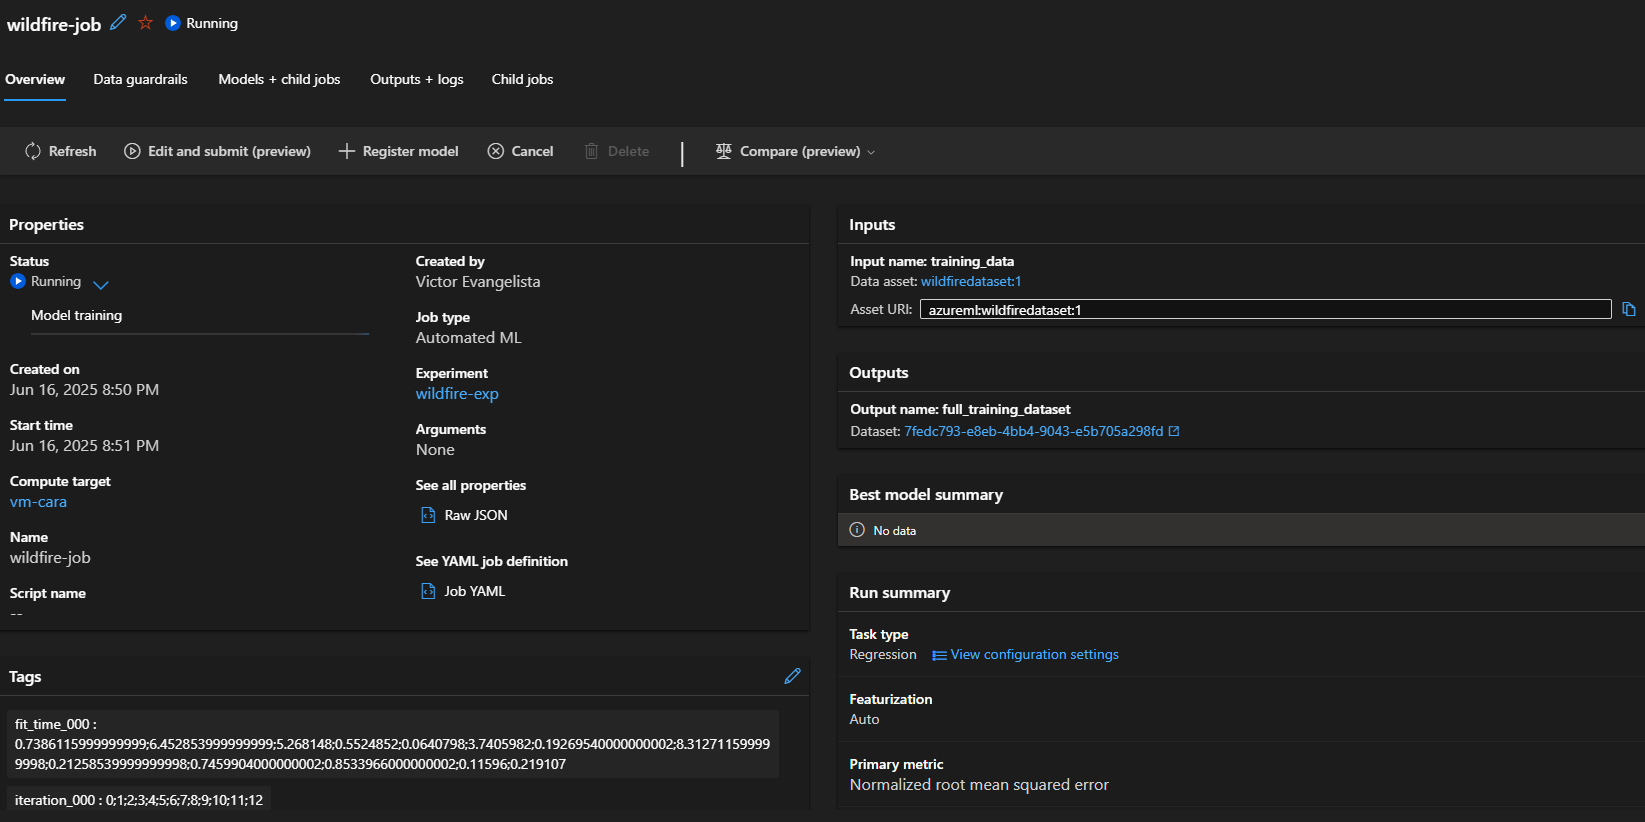 wildfire-job Running
Overview Data guardrails Models + child jobs Outputs + logs Child jobs
Refresh Edit and submit (preview) Register model Cancel Delete Compare (preview)
Properties
Status
Running
Model training
Created on
Jun 16, 2025 8:50 PM
Start time
Jun 16, 2025 8:51 PM
Compute target
vm-cara
Name
wildfire-job
Script name
--
Created by
Victor Evangelista
Job type
Automated ML
Experiment
wildfire-exp
Arguments
None
See all properties
Raw JSON
See YAML job definition
Job YAML
Tags
fit_time_000 :
0.7386115999999999;6.452853999999999;5.268148;0.5524852;0.0640798;3.7405982;0.19269540000000002;8.31271159999
9998;0.21258539999999998;0.7459904000000002;0.8533966000000002;0.11596;0.219107
iteration_000 : 0;1;2;3;4;5;6;7;8;9;10;11;12
Inputs
Input name: training_data
Data asset: wildfiredataset:1
Asset URI: azureml:wildfiredataset:1
Outputs
Output name: full_training_dataset
Dataset: 7fedc793-e8eb-4bb4-9043-e5b705a298fd
Best model summary
No data
Run summary
Task type
Regression View configuration settings
Featurization
Auto
Primary metric
Normalized root mean squared error